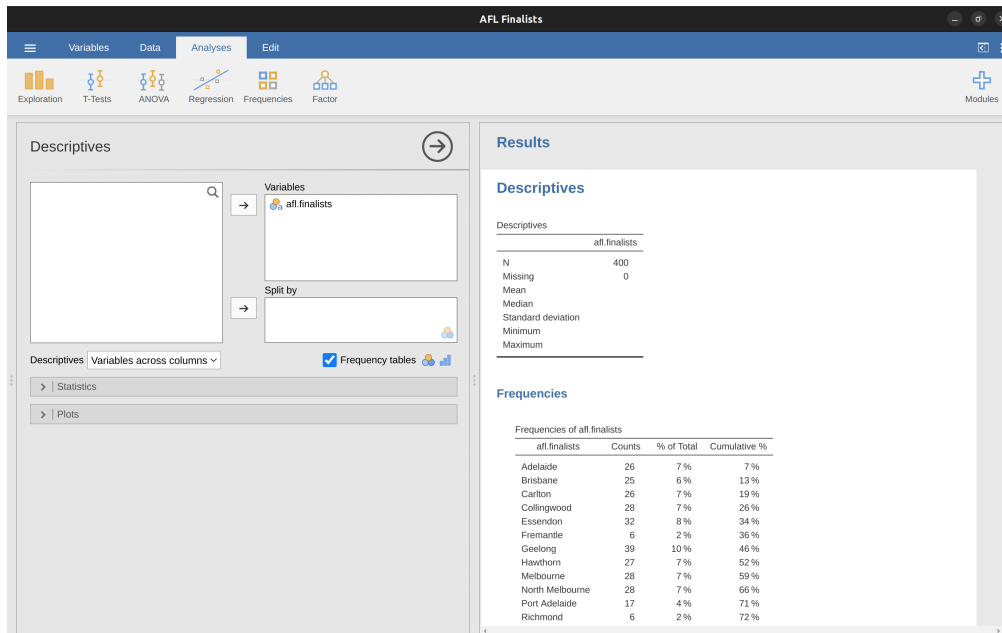 AFL Finalists
Variables Data Analyses Edit
Exploration T-Tests ANOVA Regression Frequencies Factor Modules
Descriptives
Variables
afl.finalists
Split by
Descriptives Variables across columns Frequency tables
Statistics
Plots
Results
Descriptives
Descriptives
afl.finalists
N 400
Missing 0
Mean
Median
Standard deviation
Minimum
Maximum
Frequencies
Frequencies of afl.finalists
afl.finalists Counts % of Total Cumulative %
Adelaide 26 7 % 7 %
Brisbane 25 6 % 13 %
Carlton 26 7 % 19 %
Collingwood 28 7 % 26 %
Essendon 32 8 % 34 %
Fremantle 6 2 % 36 %
Geelong 39 10 % 46 %
Hawthorn 27 7 % 52 %
Melbourne 28 7 % 59 %
North Melbourne 28 7 % 66 %
Port Adelaide 17 4 % 71 %
Richmond 6 2 % 72 %